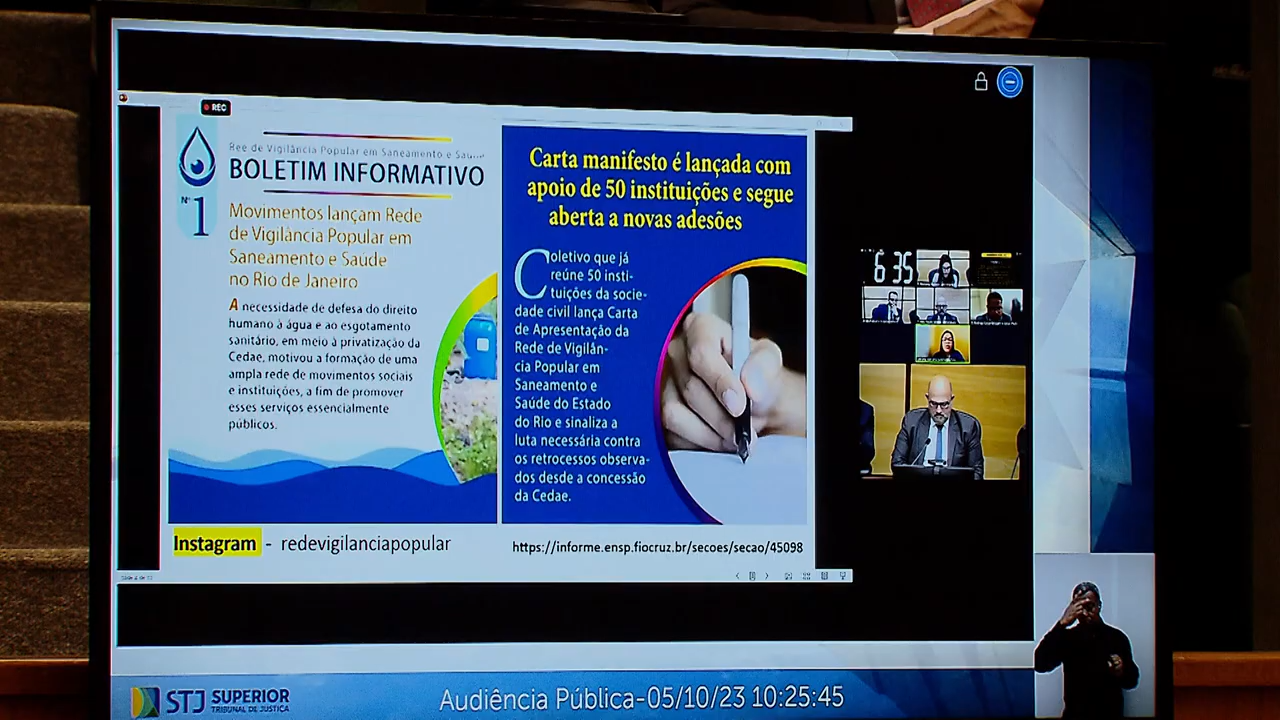 REC
Ree de Vigilância Popular em Saneamento e Saúde
BOLETIM INFORMATIVO
Nº 1
Movimentos lançam Rede
de Vigilância Popular em
Saneamento e Saúde
no Rio de Janeiro
A necessidade de defesa do direito
humano à água e ao esgotamento
sanitário, em meio à privatização da
Cedae, motivou a formação de uma
ampla rede de movimentos sociais
e instituições, a fim de promover
esses serviços essencialmente
públicos.
Instagram - redevigilanciapopular
Carta manifesto é lançada com
apoio de 50 instituições e segue
aberta a novas adesões
Coletivo que já
reúne 50 insti-
tuições da socie-
dade civil lança Carta
de Apresentação da
Rede de Vigilân-
cia Popular em
Saneamento e
Saúde do Estado
do Rio e sinaliza a
luta necessária contra
os retrocessos observa-
dos desde a concessão
da Cedae.
https://informe.ensp.fiocruz.br/secoes/secao/45098
6 35
STJ SUPERIOR
TRIBUNAL DE JUSTIÇA
Audiência Pública-05/10/23 10:25:45